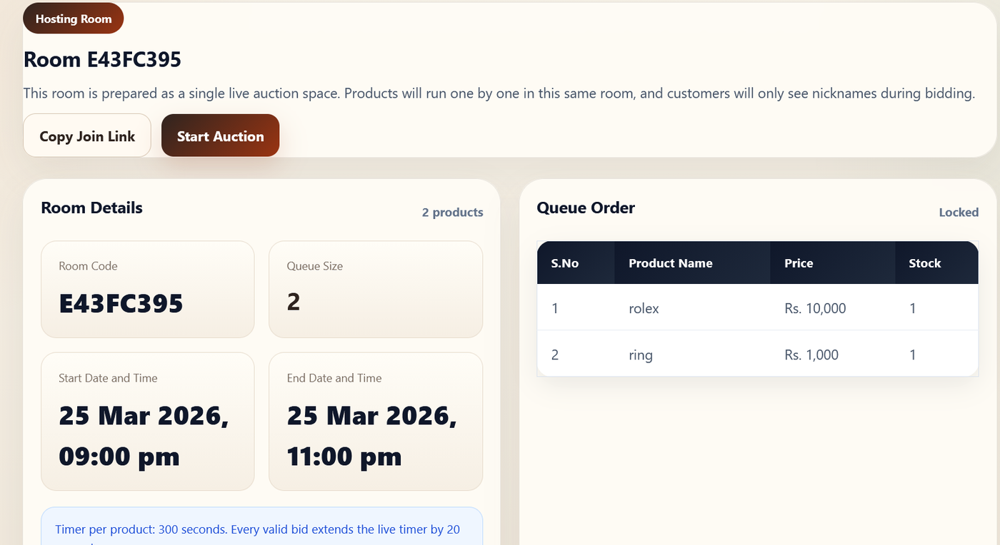 Hosting Room
Room E43FC395
This room is prepared as a single live auction space. Products will run one by one in this same room, and customers will only see nicknames during bidding.
Copy Join Link
Start Auction
Room Details
2 products
Room Code
E43FC395
Queue Size
2
Start Date and Time
25 Mar 2026,
09:00 pm
End Date and Time
25 Mar 2026,
11:00 pm
Timer per product: 300 seconds. Every valid bid extends the live timer by 20
Queue Order
Locked
S.No Product Name Price Stock
1 rolex Rs. 10,000 1
2 ring Rs. 1,000 1